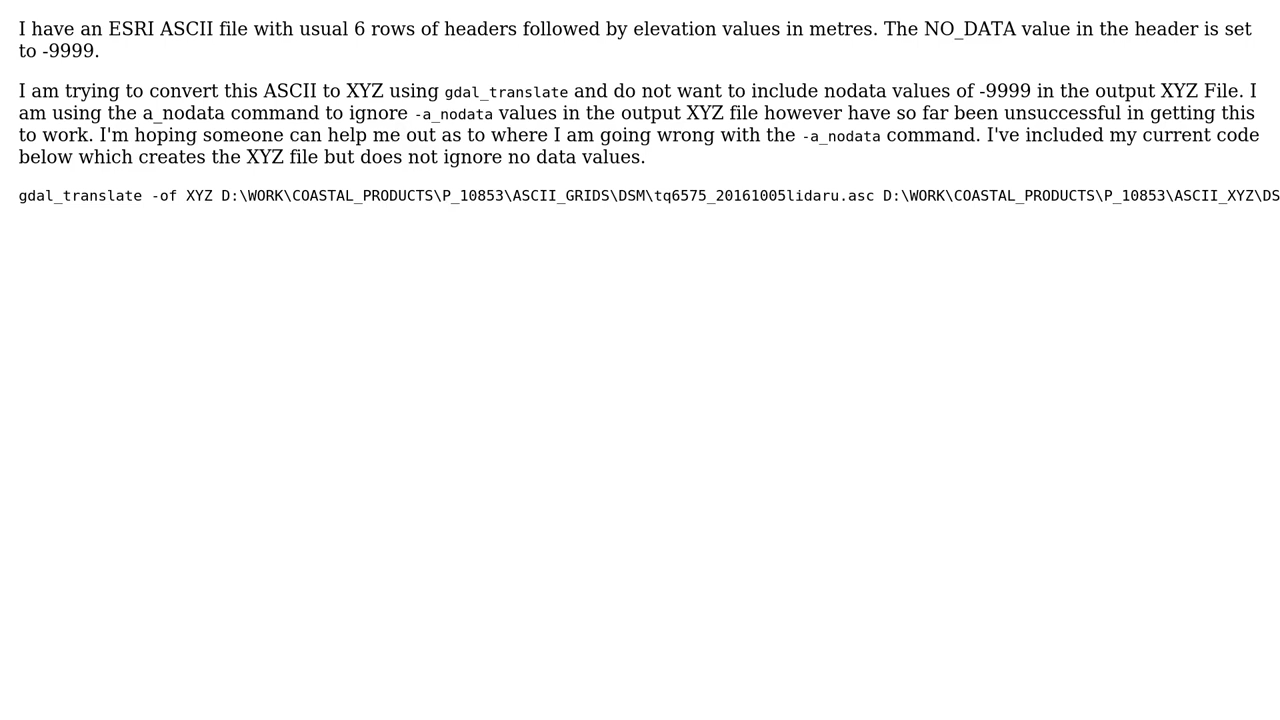 I have an ESRI ASCII file with usual 6 rows of headers followed by elevation values in metres. The NO_DATA value in the header is set
to -9999.
I am trying to convert this ASCII to XYZ using gdal_translate and do not want to include nodata values of -9999 in the output XYZ File. I
am using the a_nodata command to ignore -a_nodata values in the output XYZ file however have so far been unsuccessful in getting this
to work. I'm hoping someone can help me out as to where I am going wrong with the -a_nodata command. I've included my current code
below which creates the XYZ file but does not ignore no data values.
gdal_translate -of XYZ D:\WORK\COASTAL_PRODUCTS\P_10853\ASCII_GRIDS\DSM\tq6575_20161005lidaru.asc D:\WORK\COASTAL_PRODUCTS\P_10853\ASCII_XYZ\DS